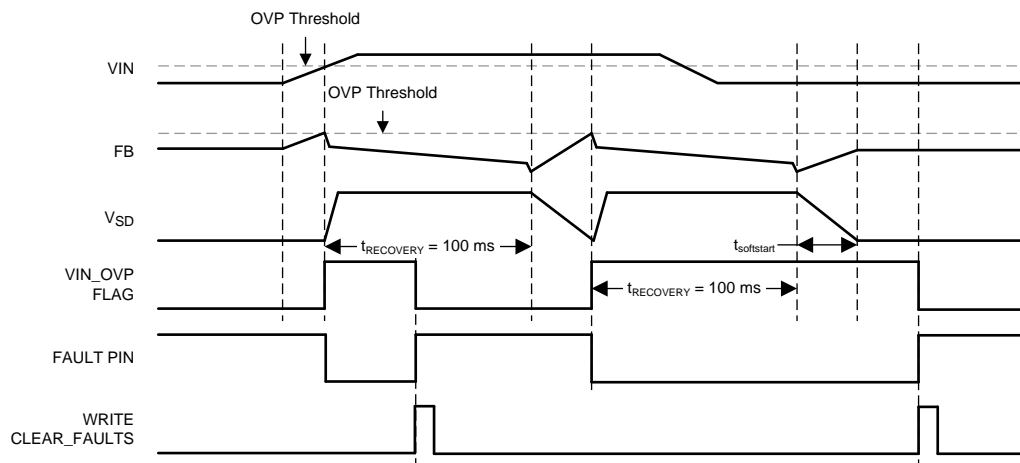 OVP Threshold
VIN
OVP Threshold
FB
VSD
tRECOVERY = 100 ms
tsoftstart
VIN_OVP
FLAG
tRECOVERY = 100 ms
FAULT PIN
WRITE
CLEAR_FAULTS